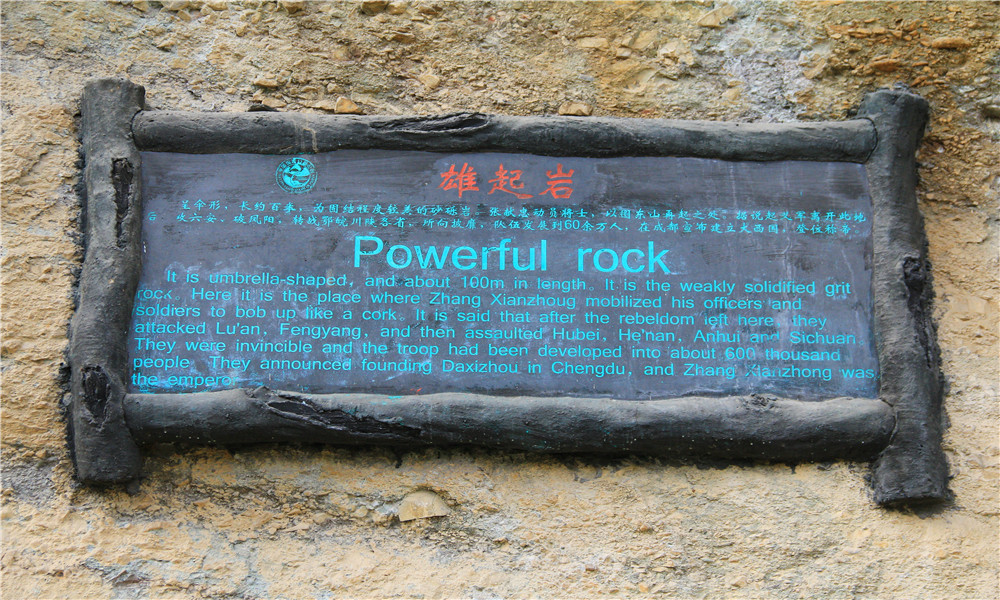 雄起岩
呈伞形，长约百米，为固结程度较差的砂砾岩。张献忠动员将士，以图东山再起之处。据说起义军离开此地
后，攻六安、破凤阳，转战鄂皖川陕各省，所向披靡，队伍发展到60余万人，在成都宣布建立大西国，登位称帝。
Powerful rock
It is umbrella-shaped, and about 100m in length. It is the weakly solidified grit
rock. Here it is the place where Zhang Xianzhoug mobilized his officers and
soldiers to bob up like a cork. It is said that after the rebeldom left here, they
attacked Lu'an, Fengyang, and then assaulted Hubei, He'nan, Anhui and Sichuan.
They were invincible and the troop had been developed into about 600 thousand
people. They announced founding Daxizhou in Chengdu, and Zhang Xianzhong was
the emperor